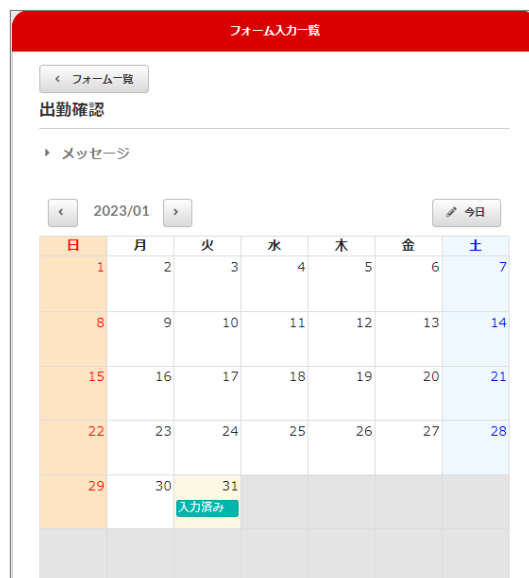 フォーム入力一覧
フォーム一覧
出勤確認
メッセージ
2023/01
今日
日 月 火 水 木 金 土
1 2 3 4 5 6 7
8 9 10 11 12 13 14
15 16 17 18 19 20 21
22 23 24 25 26 27 28
29 30 31
入力済み